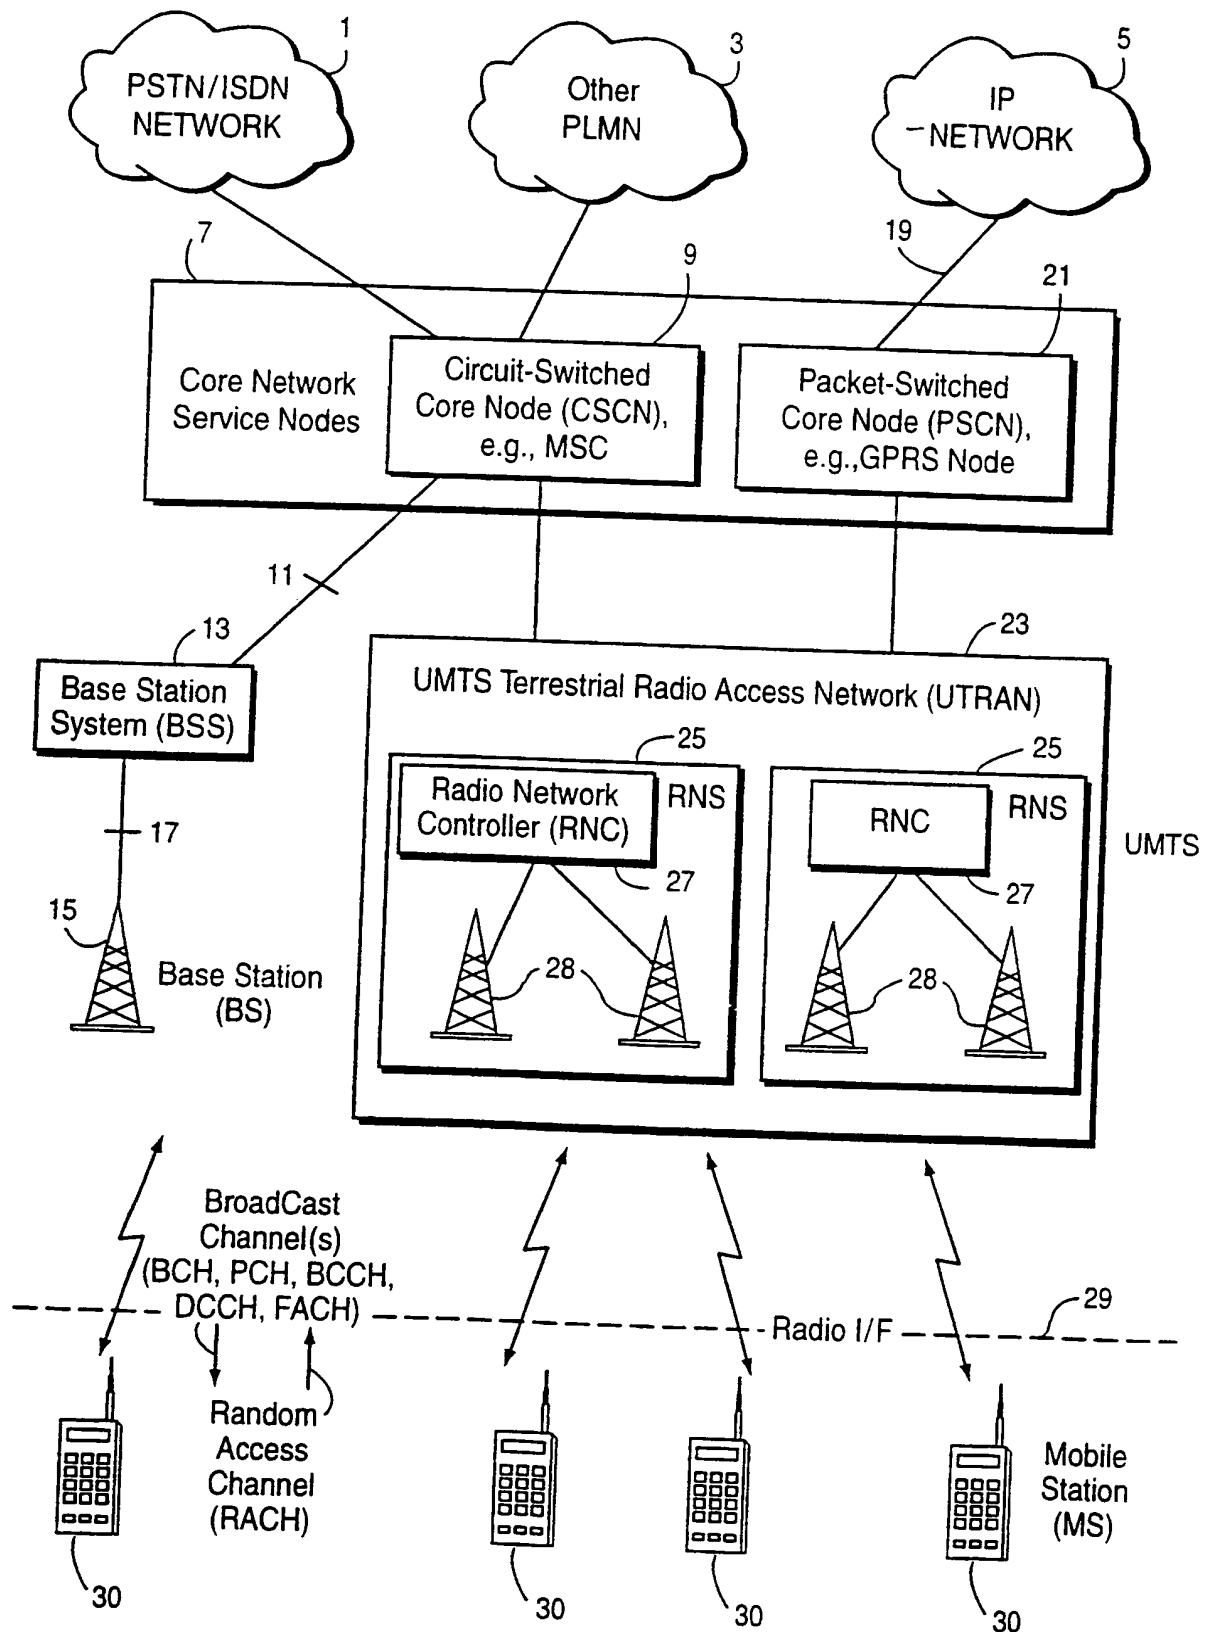 1
PSTN/ISDN
NETWORK
3
Other
PLMN
5
IP
NETWORK
7
9
19
21
Core Network
Service Nodes
Circuit-Switched
Core Node (CSCN),
e.g., MSC
Packet-Switched
Core Node (PSCN),
e.g.,GPRS Node
11
13
Base Station
System (BSS)
17
15
Base Station
(BS)
23
UMTS Terrestrial Radio Access Network (UTRAN)
25
Radio Network
Controller (RNC)
RNS
27
28
25
RNC
RNS
27
28
UMTS
BroadCast
Channel(s)
(BCH, PCH, BCCH,
DCCH, FACH)
Radio I/F
29
Random
Access
Channel
(RACH)
Mobile
Station
(MS)
30
30
30
30